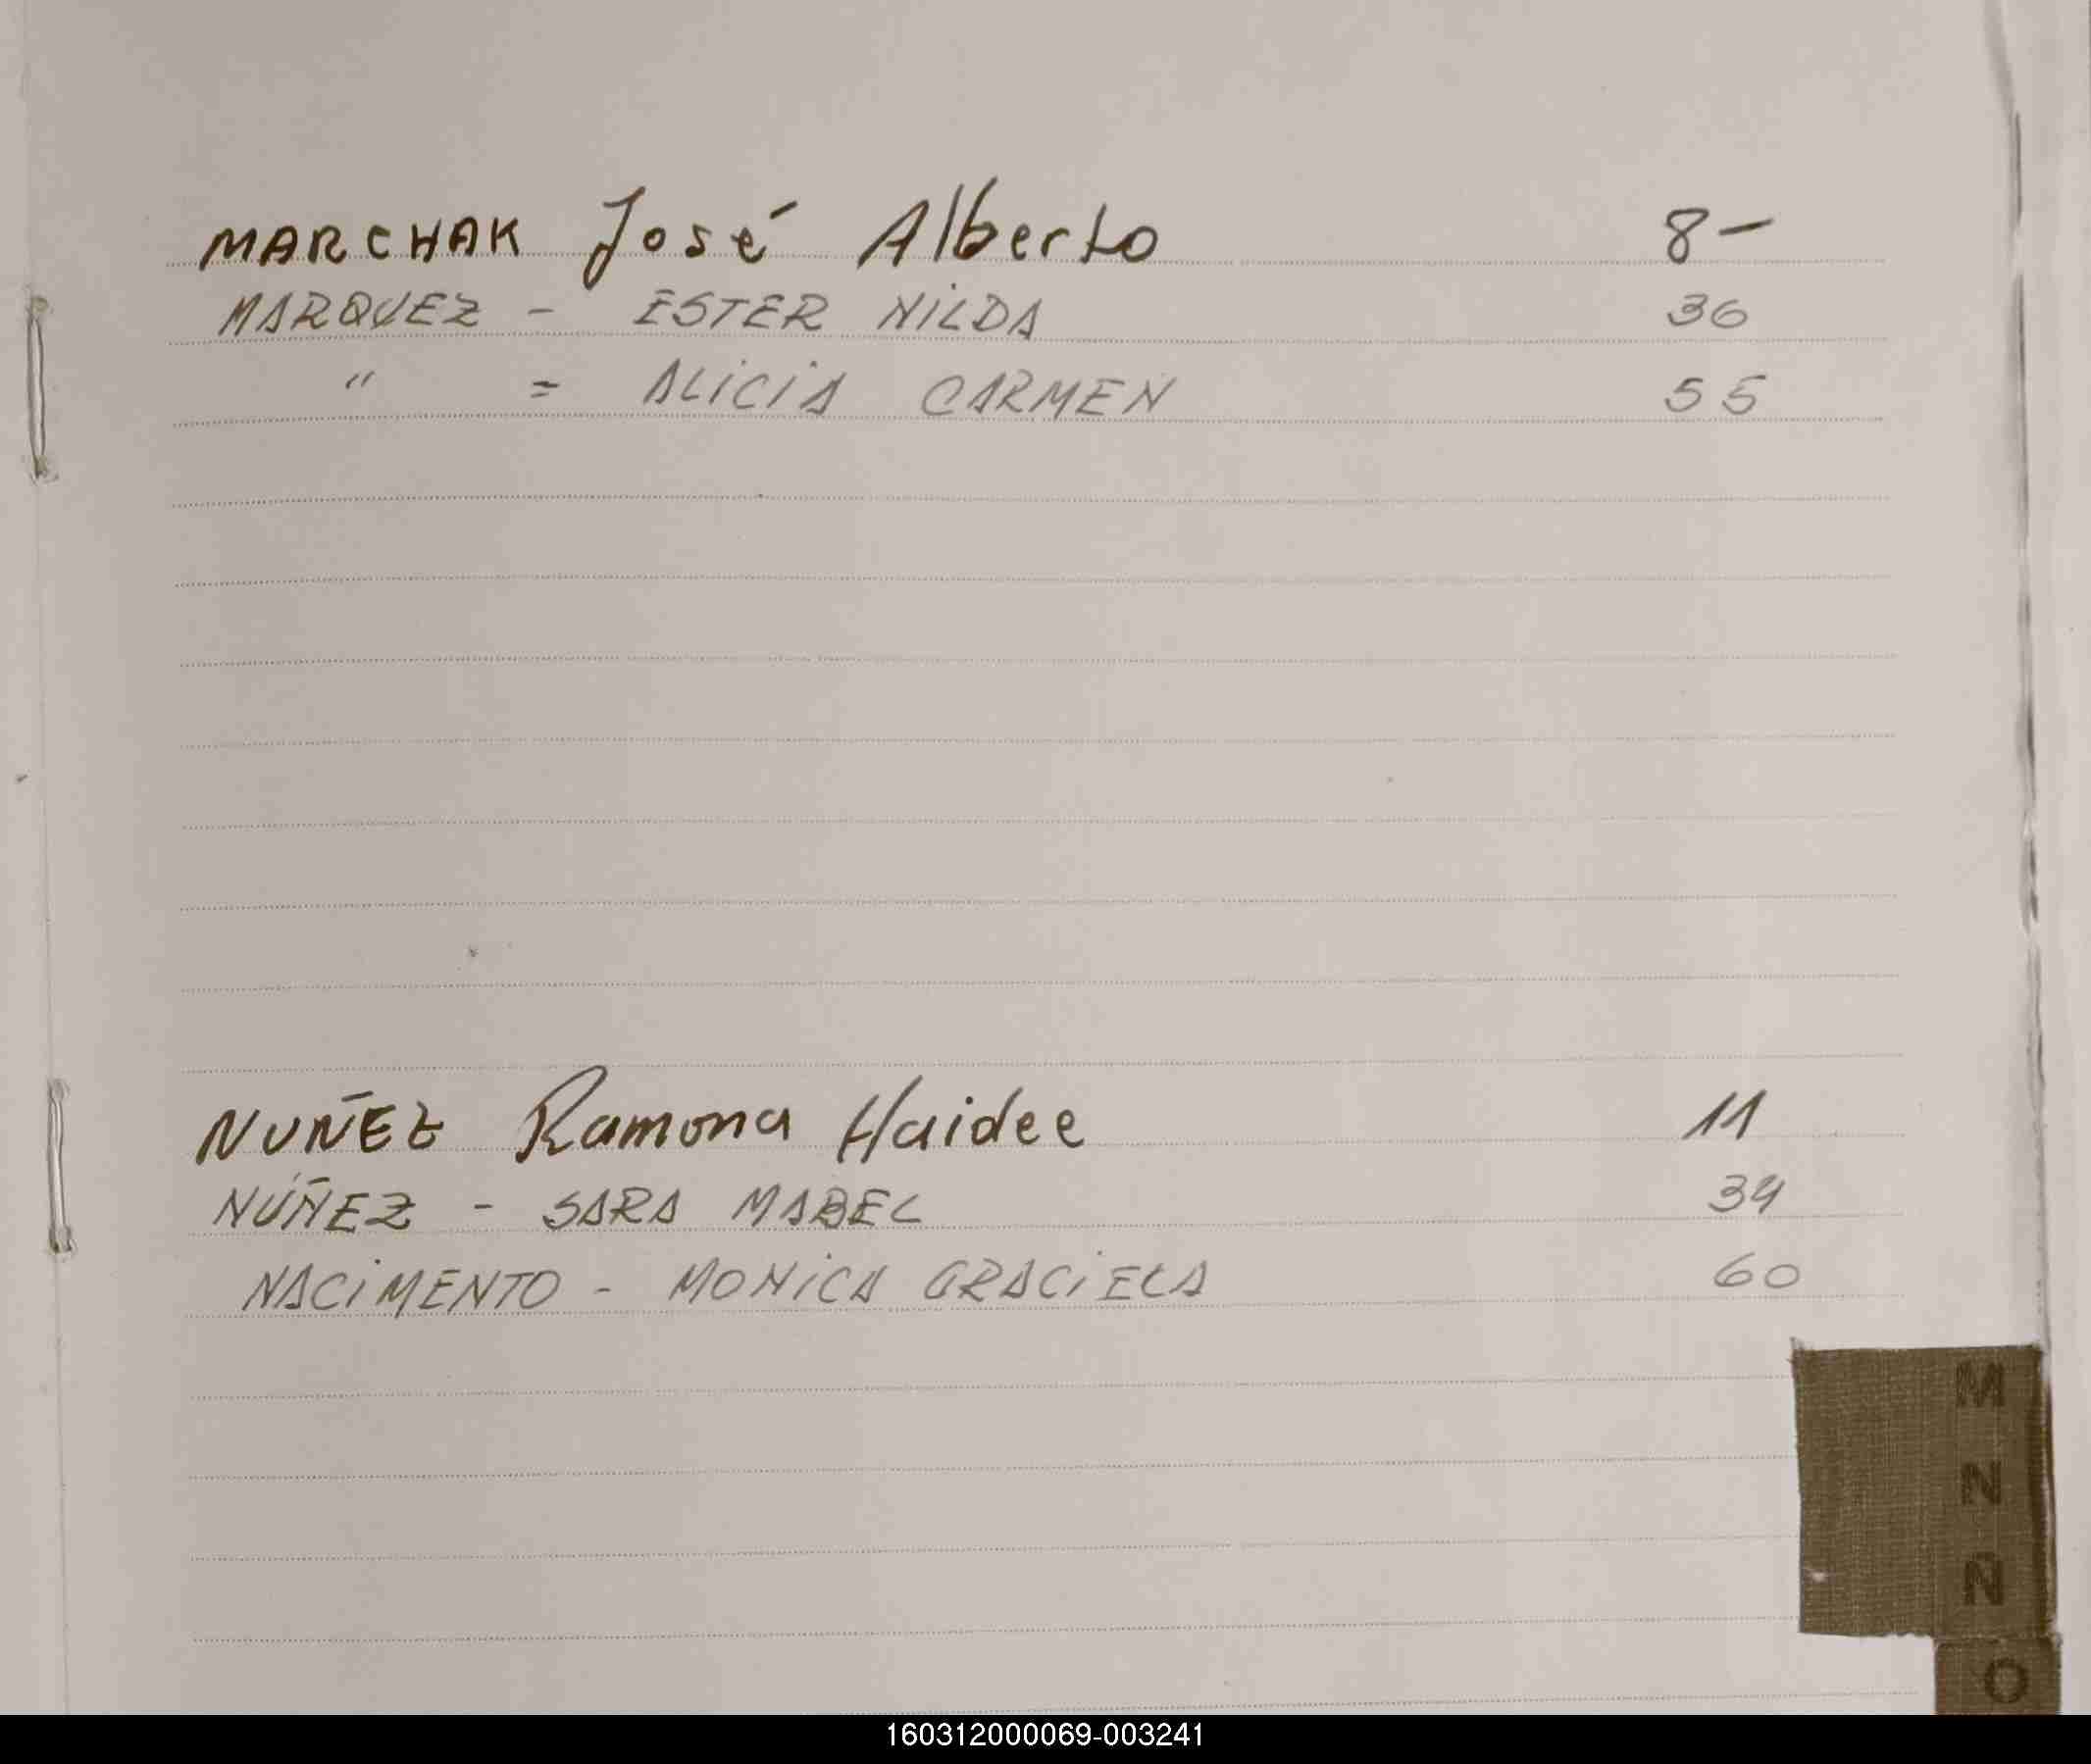 MARCHAK José Alberto 8-
MARQUEZ - ESTER NILDA 36
" = ALICIA CARMEN 55
NUÑEZ Ramona Haidee 11
NÚÑEZ - SARA MABEL 34
NACIMENTO - MONICA GRACIELA 60
M
N
Ñ
O
160312000069-003241